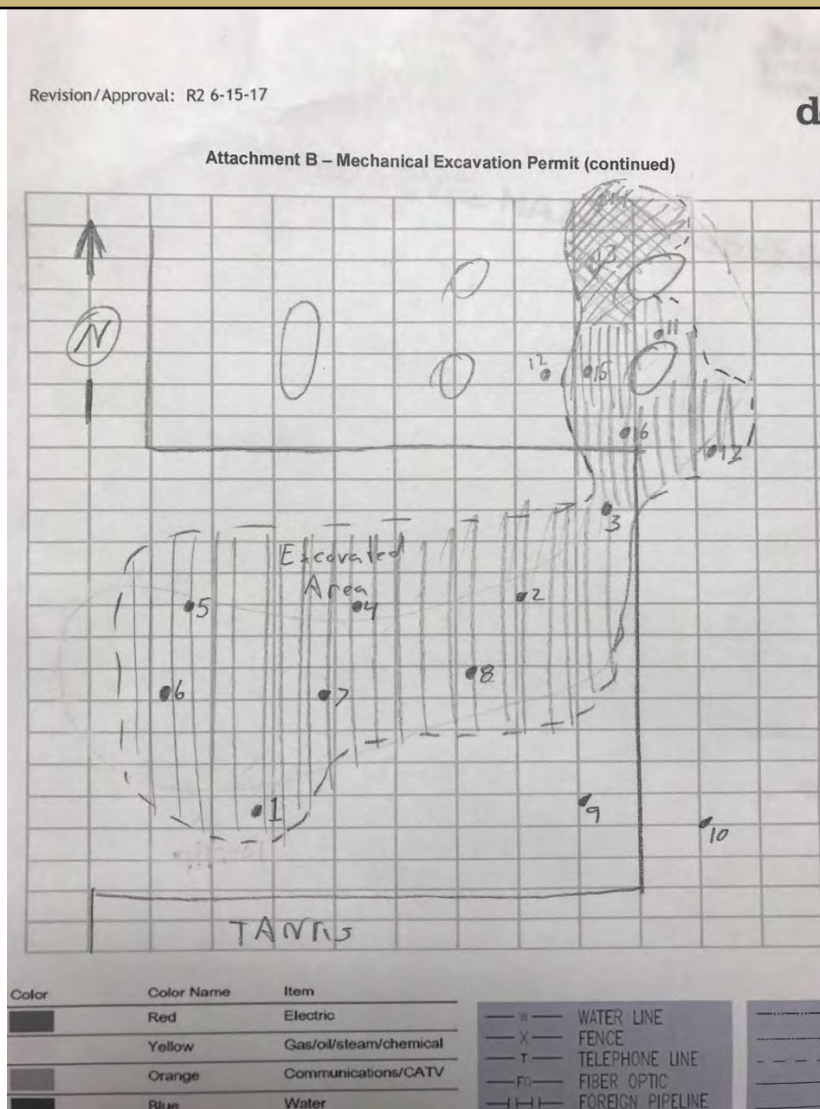 Revision/Approval: R2 6-15-17
d
Attachment B – Mechanical Excavation Permit (continued)
N
13
11
12
15
16
12
3
Excavated
Area
5
4
2
6
7
8
1
9
10
TANKS
Color Color Name Item
Red Electric
Yellow Gas/oil/steam/chemical
Orange Communications/CATV
Blue Water
W WATER LINE
X FENCE
T TELEPHONE LINE
FO FIBER OPTIC
FOREIGN PIPELINE